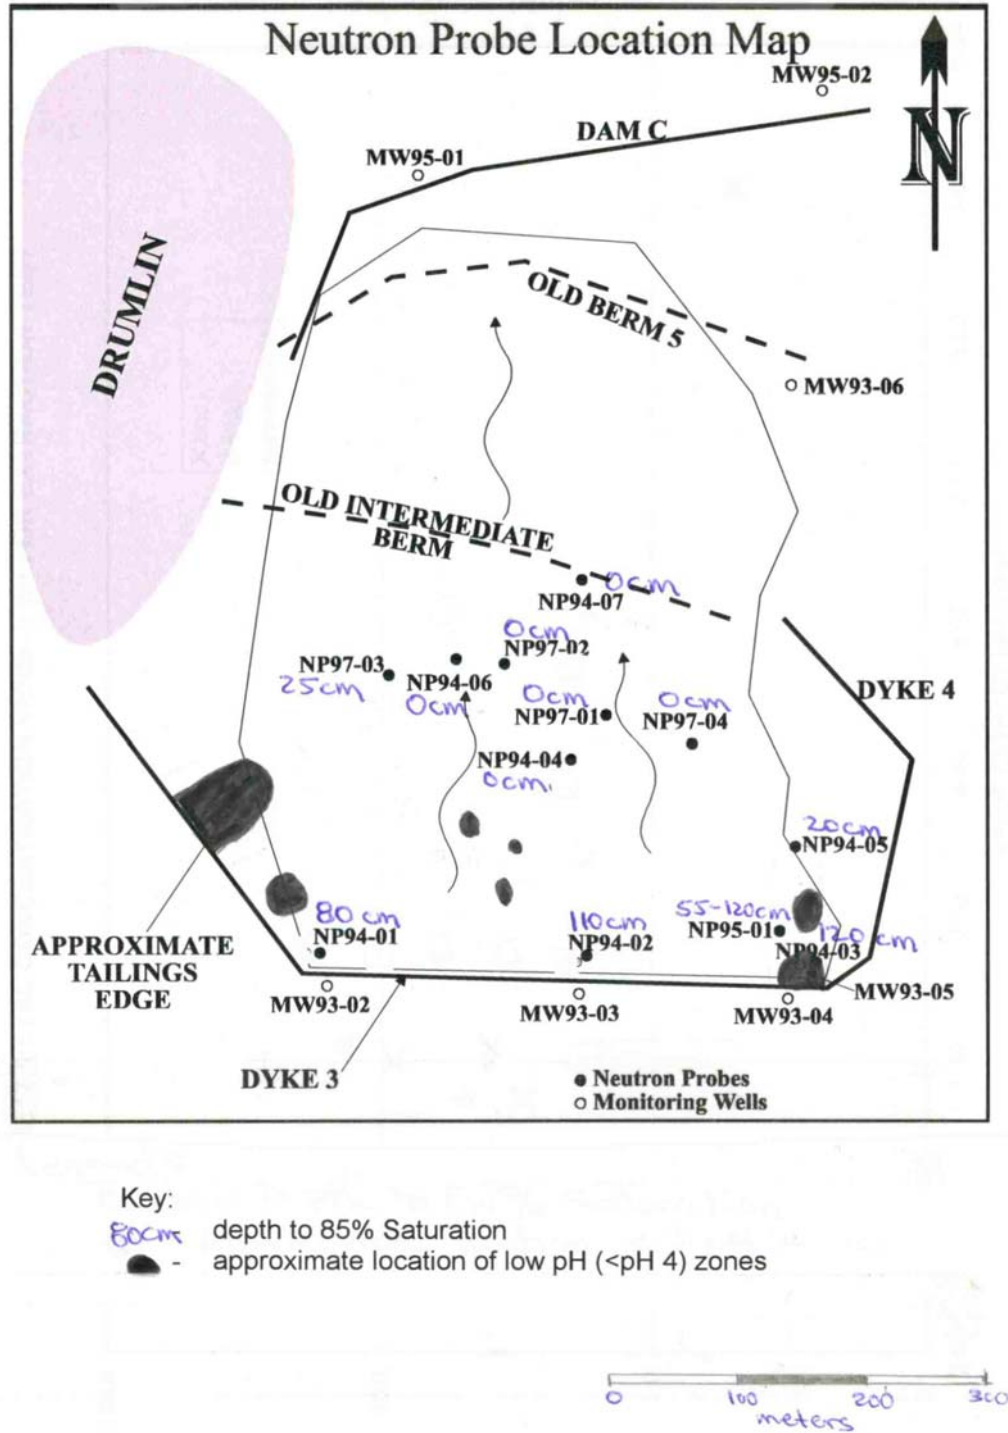 Neutron Probe Location Map
MW95-02
N
DAM C
MW95-01
DRUMLIN
OLD BERM 5
MW93-06
OLD INTERMEDIATE
BERM
0cm
NP94-07
0cm
NP97-02
NP97-03
25cm
NP94-06
0cm
0cm
NP97-01
0cm
NP97-04
DYKE 4
NP94-04
0cm.
20cm
NP94-05
80 cm
NP94-01
110cm
NP94-02
55-120cm
NP95-01
NP94-03
120 cm
APPROXIMATE
TAILINGS
EDGE
MW93-02
MW93-03
MW93-04
MW93-05
DYKE 3
Neutron Probes
Monitoring Wells
Key:
80cm depth to 85% Saturation
- approximate location of low pH (<pH 4) zones
0 100 200 300
meters